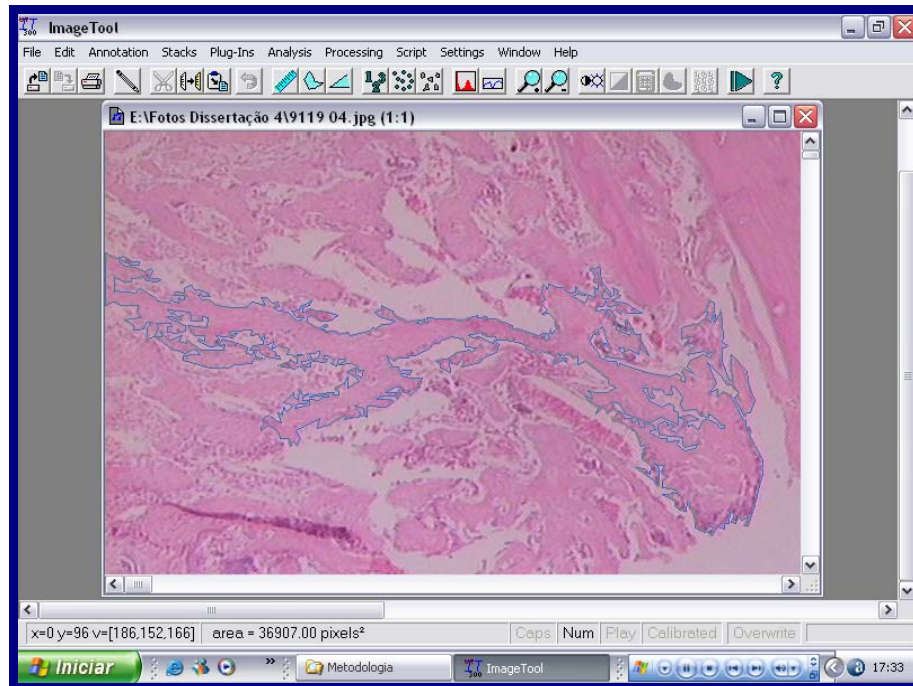 ImageTool
File Edit Annotation Stacks Plug-Ins Analysis Processing Script Settings Window Help
E:\Fotos Dissertação 4\9119 04.jpg (1:1)
x=0 y=96 v=[186,152,166] area = 36907.00 pixels² Caps Num Play Calibrated Overwrite
Iniciar » Metodologia ImageTool 17:33